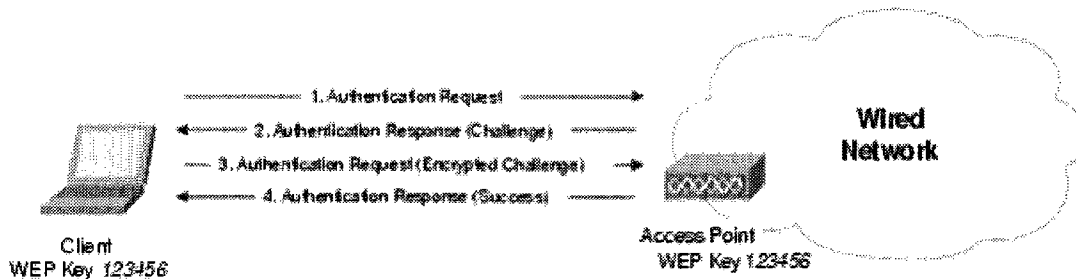 1. Authentication Request
2. Authentication Response (Challenge)
3. Authentication Request (Encrypted Challenge)
4. Authentication Response (Success)
Client
WEP Key 123456
Wired
Network
Access Point
WEP Key 123456